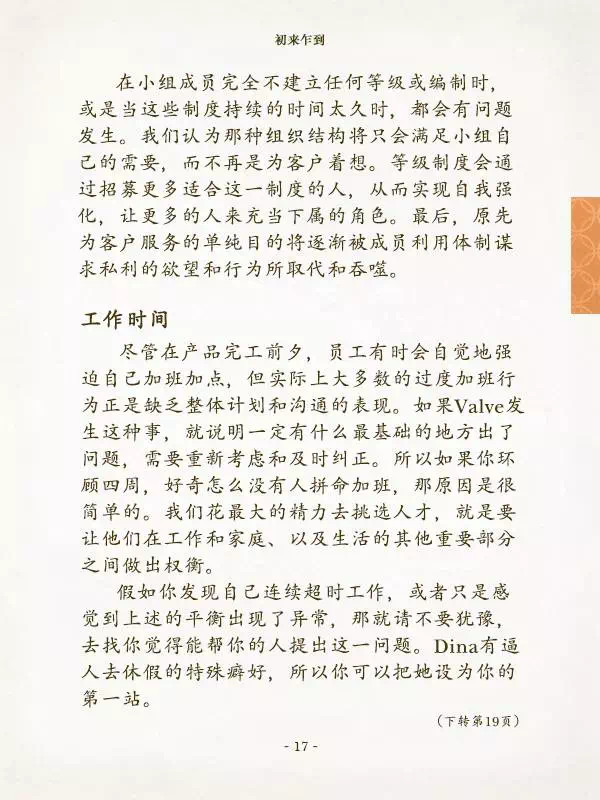 初来乍到
在小组成员完全不建立任何等级或编制时，
或是当这些制度持续的时间太久时，都会有问题
发生。我们认为那种组织结构将只会满足小组自
己的需要，而不再是为客户着想。等级制度会通
过招募更多适合这一制度的人，从而实现自我强
化，让更多的人来充当下属的角色。最后，原先
为客户服务的单纯目的将逐渐被成员利用体制谋
求私利的欲望和行为所取代和吞噬。
工作时间
尽管在产品完工前夕，员工有时会自觉地强
迫自己加班加点，但实际上大多数的过度加班行
为正是缺乏整体计划和沟通的表现。如果Valve发
生这种事，就说明一定有什么最基础的地方出了
问题，需要重新考虑和及时纠正。所以如果你环
顾四周，好奇怎么没有人拼命加班，那原因是很
简单的。我们花最大的精力去挑选人才，就是要
让他们在工作和家庭、以及生活的其他重要部分
之间做出权衡。
假如你发现自己连续超时工作，或者只是感
觉到上述的平衡出现了异常，那就请不要犹豫，
去找你觉得能帮你的人提出这一问题。Dina有逼
人去休假的特殊癖好，所以你可以把她设为你的
第一站。
（下转第19页）
- 17 -